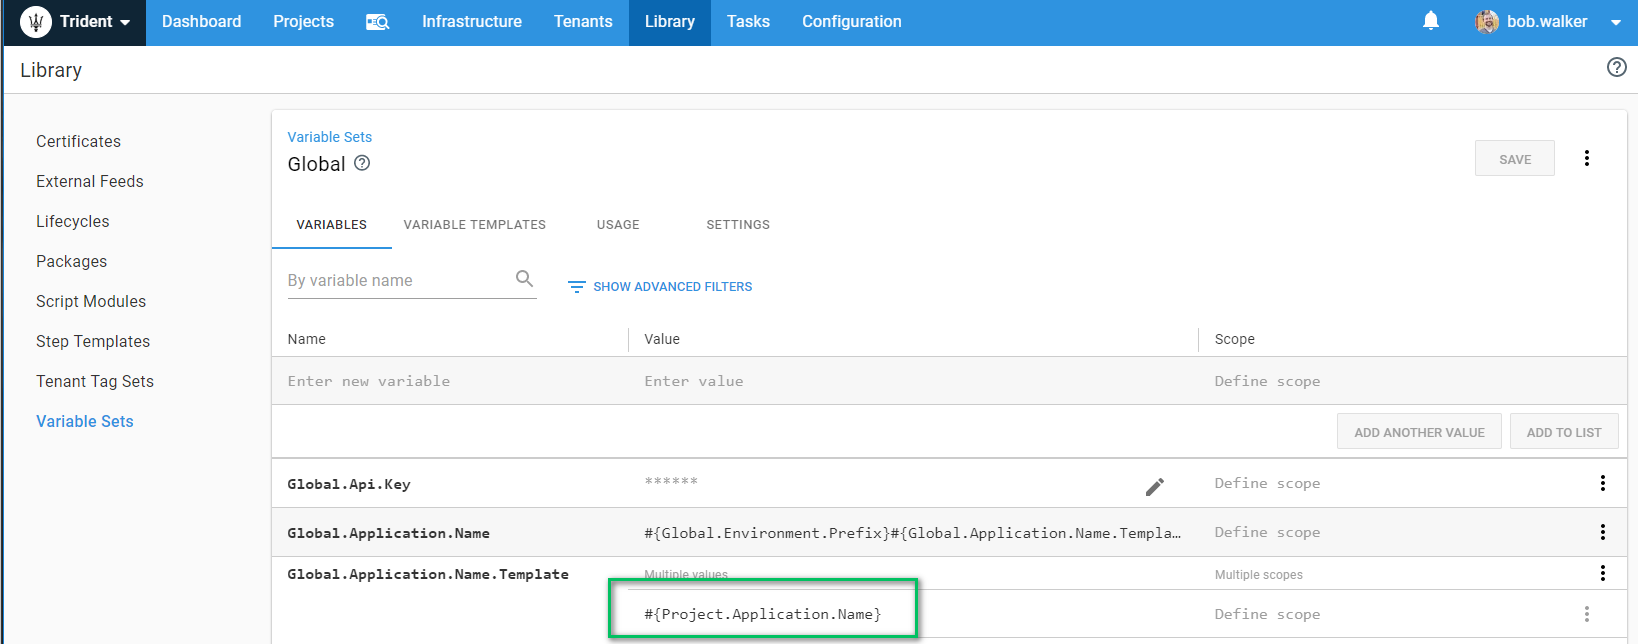 Trident Dashboard Projects Infrastructure Tenants Library Tasks Configuration bob.walker
Library
Certificates
External Feeds
Lifecycles
Packages
Script Modules
Step Templates
Tenant Tag Sets
Variable Sets
Variable Sets
Global
SAVE
VARIABLES VARIABLE TEMPLATES USAGE SETTINGS
By variable name SHOW ADVANCED FILTERS
Name Value Scope
Enter new variable Enter value Define scope
ADD ANOTHER VALUE ADD TO LIST
Global.Api.Key ****** Define scope
Global.Application.Name #{Global.Environment.Prefix}#{Global.Application.Name.Templa… Define scope
Global.Application.Name.Template Multiple values Multiple scopes
#{Project.Application.Name} Define scope